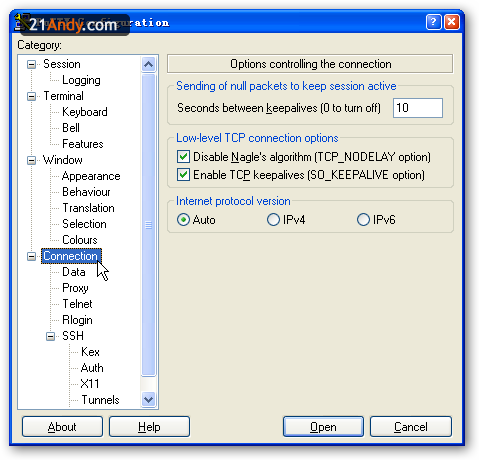 21Andy.com
Configuration
Category:
Session
Logging
Terminal
Keyboard
Bell
Features
Window
Appearance
Behaviour
Translation
Selection
Colours
Connection
Data
Proxy
Telnet
Rlogin
SSH
Kex
Auth
X11
Tunnels
Options controlling the connection
Sending of null packets to keep session active
Seconds between keepalives (0 to turn off) 10
Low-level TCP connection options
Disable Nagle's algorithm (TCP_NODELAY option)
Enable TCP keepalives (SO_KEEPALIVE option)
Internet protocol version
Auto IPv4 IPv6
About Help Open Cancel